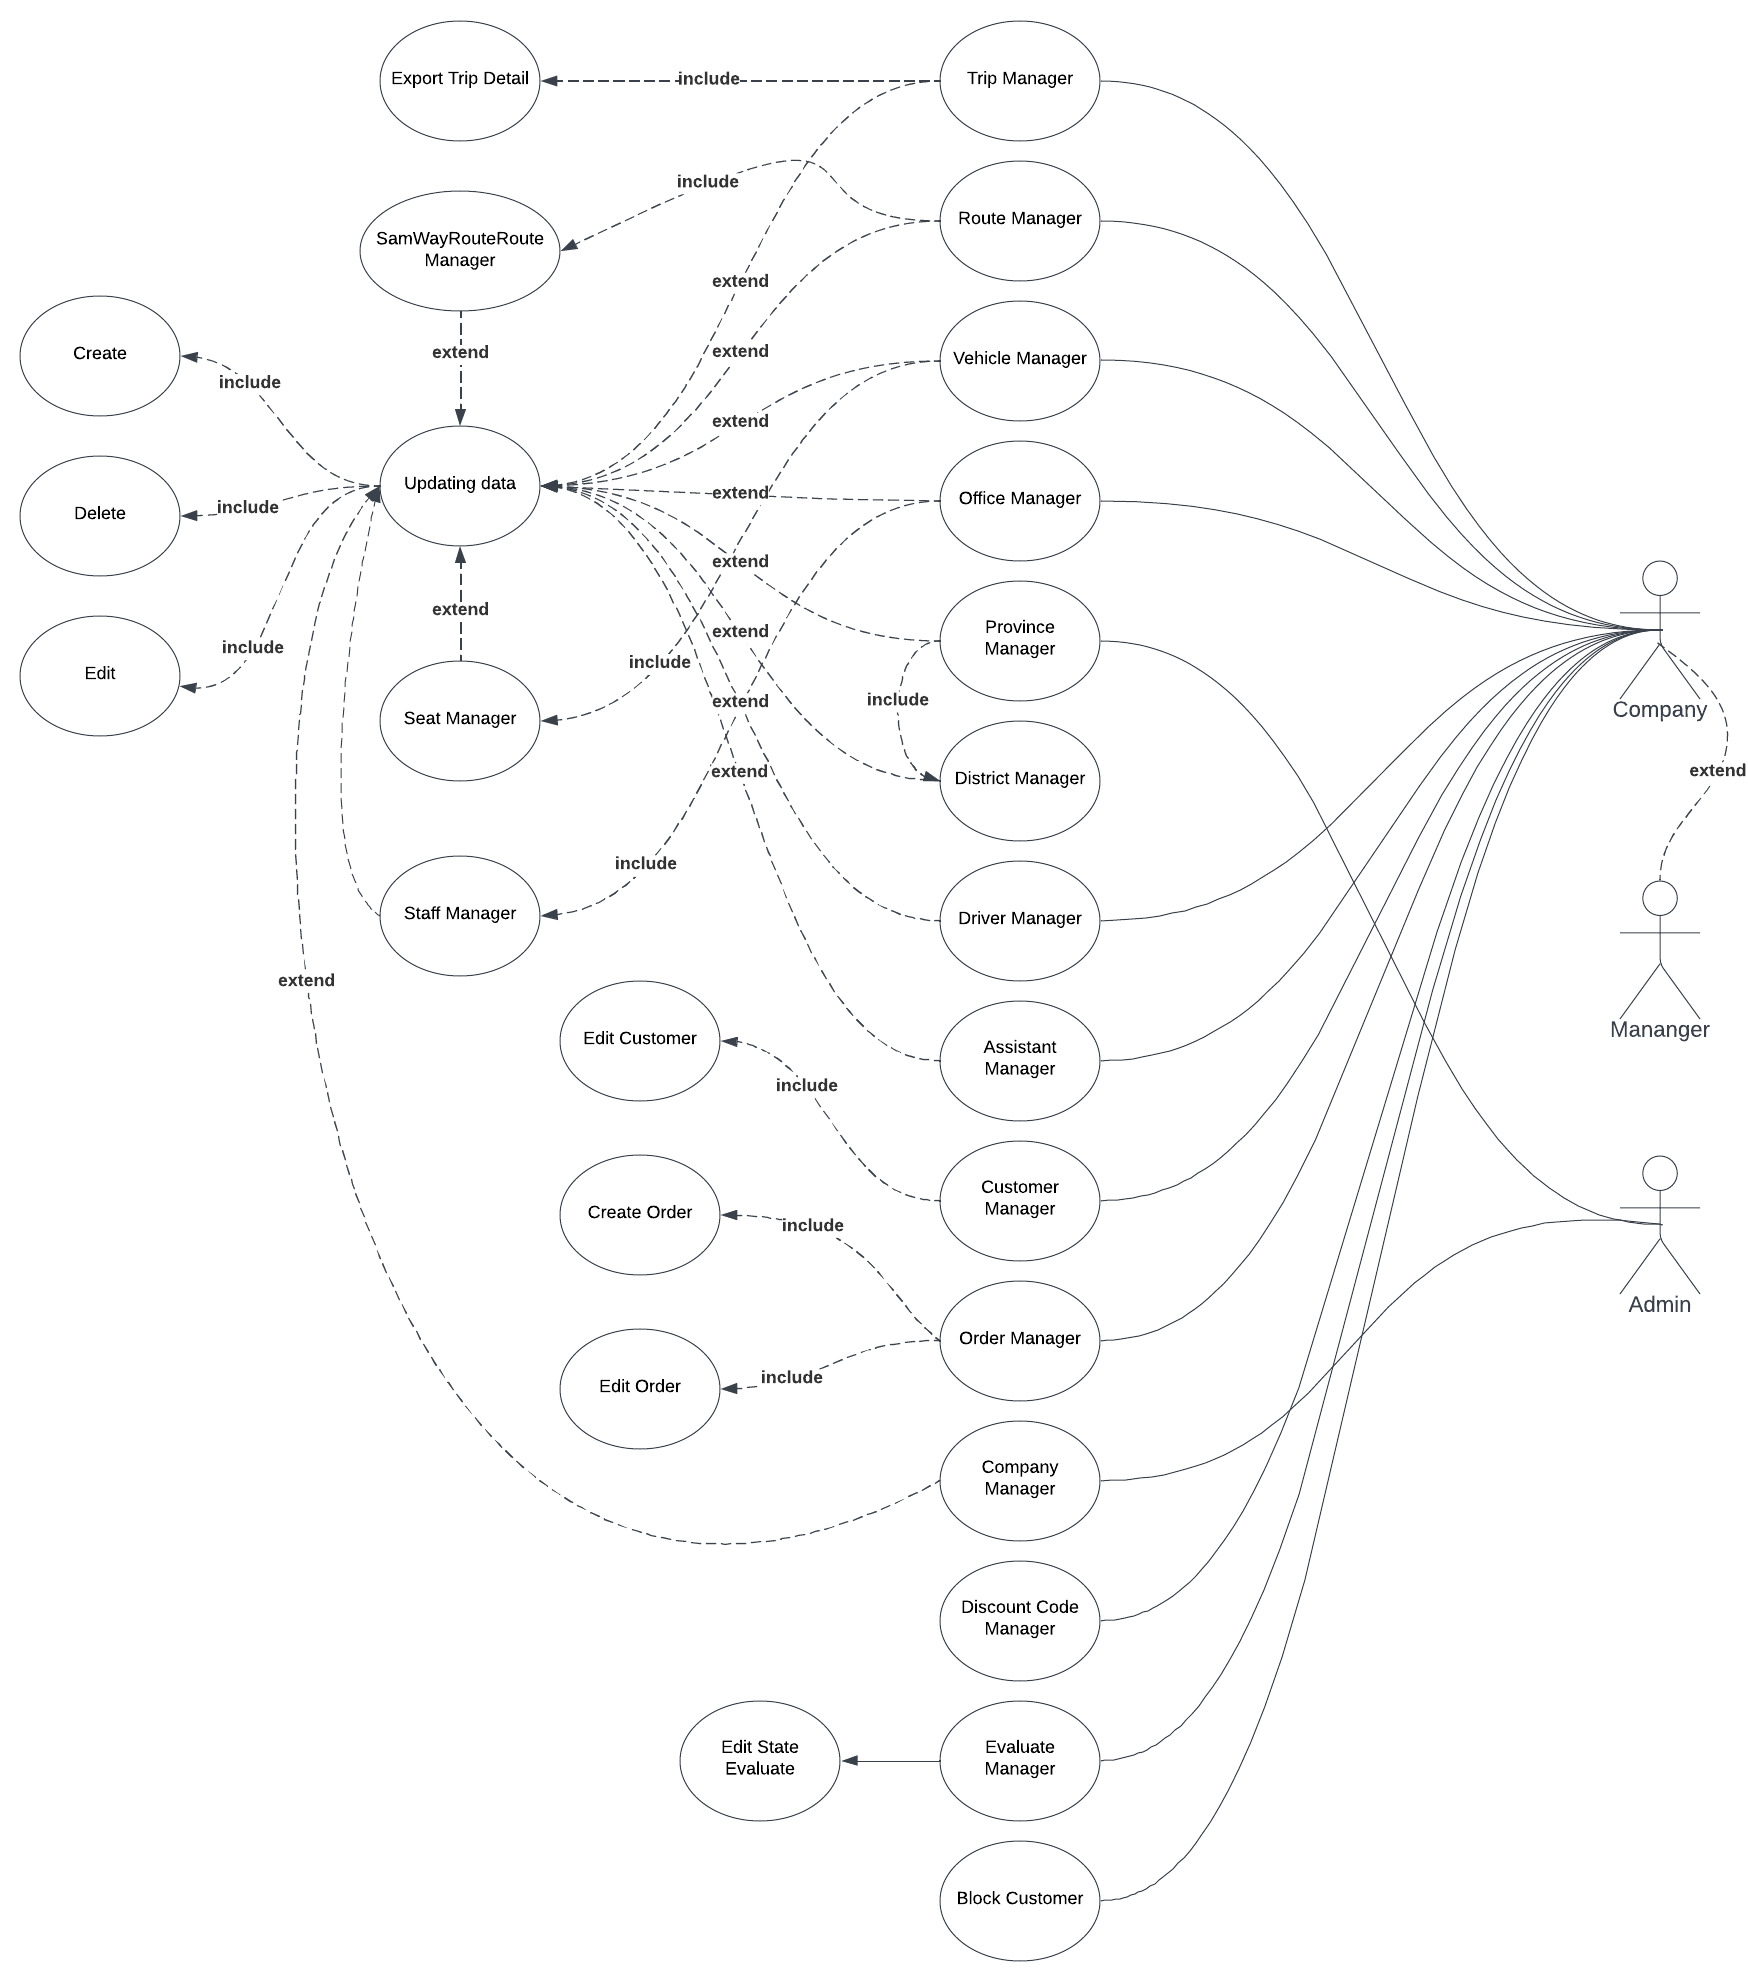 Export Trip Detail
include
Trip Manager
include
SamWayRouteRoute
Manager
Route Manager
extend
extend
extend
Vehicle Manager
Create
include
extend
Updating data
extend
Office Manager
Delete
include
extend
Province
Manager
extend
extend
Edit
include
include
Seat Manager
extend
include
Company
extend
District Manager
extend
include
Staff Manager
Driver Manager
extend
Mananger
Edit Customer
include
Assistant
Manager
Customer
Manager
Create Order
include
Admin
Order Manager
include
Edit Order
Company
Manager
Discount Code
Manager
Edit State
Evaluate
Evaluate
Manager
Block Customer